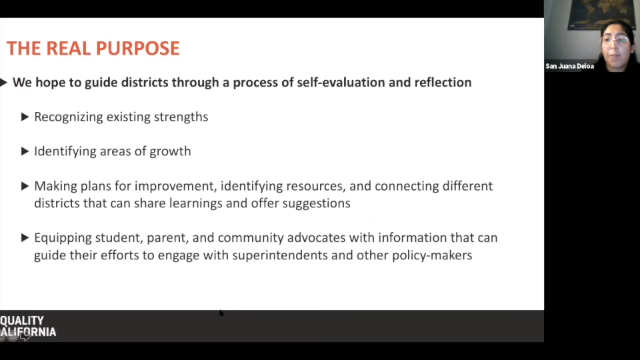 THE REAL PURPOSE
We hope to guide districts through a process of self-evaluation and reflection
Recognizing existing strengths
Identifying areas of growth
Making plans for improvement, identifying resources, and connecting different
districts that can share learnings and offer suggestions
Equipping student, parent, and community advocates with information that can
guide their efforts to engage with superintendents and other policy-makers
QUALITY
ALIFORNIA
San Juana Deloa